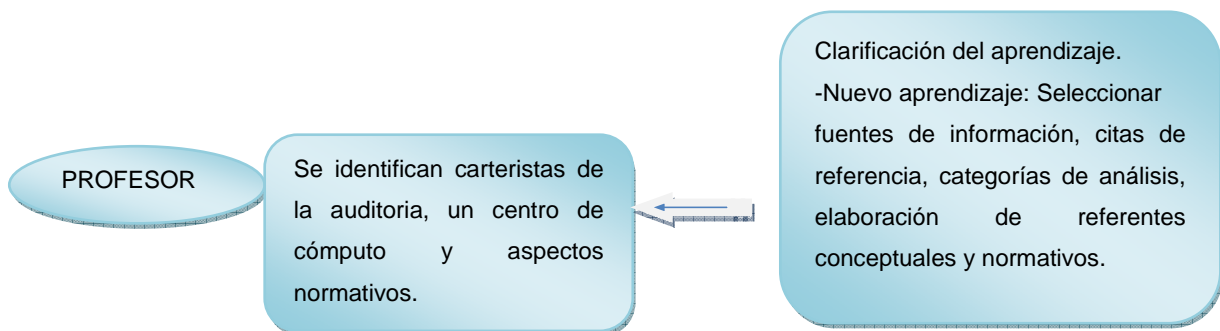 PROFESOR
Se identifican carteristas de
la auditoria, un centro de
cómputo y aspectos
normativos.
Clarificación del aprendizaje.
-Nuevo aprendizaje: Seleccionar
fuentes de información, citas de
referencia, categorías de análisis,
elaboración de referentes
conceptuales y normativos.